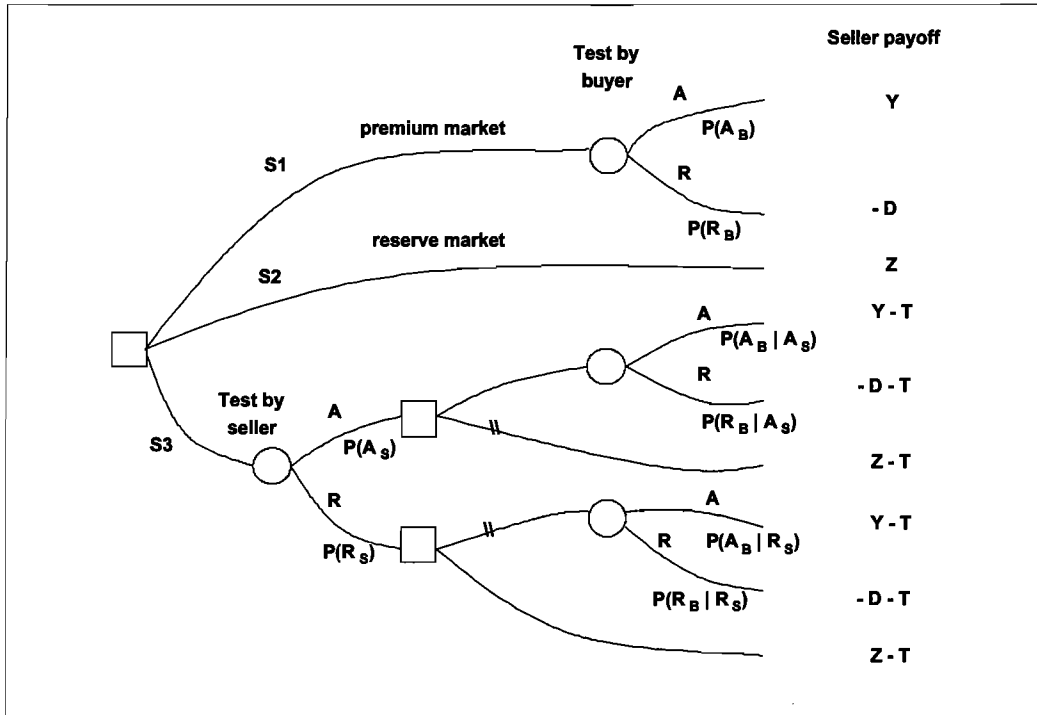 Seller payoff
Test by
buyer
A
Y
P(A B)
premium market
S1
R
- D
P(R B)
reserve market
S2
Z
A
Y - T
P(A B | A S)
R
- D - T
P(R B | A S)
Test by
seller
A
S3
P(A S)
Z - T
R
A
Y - T
P(R S)
R
P(A B | R S)
P(R B | R S)
- D - T
Z - T